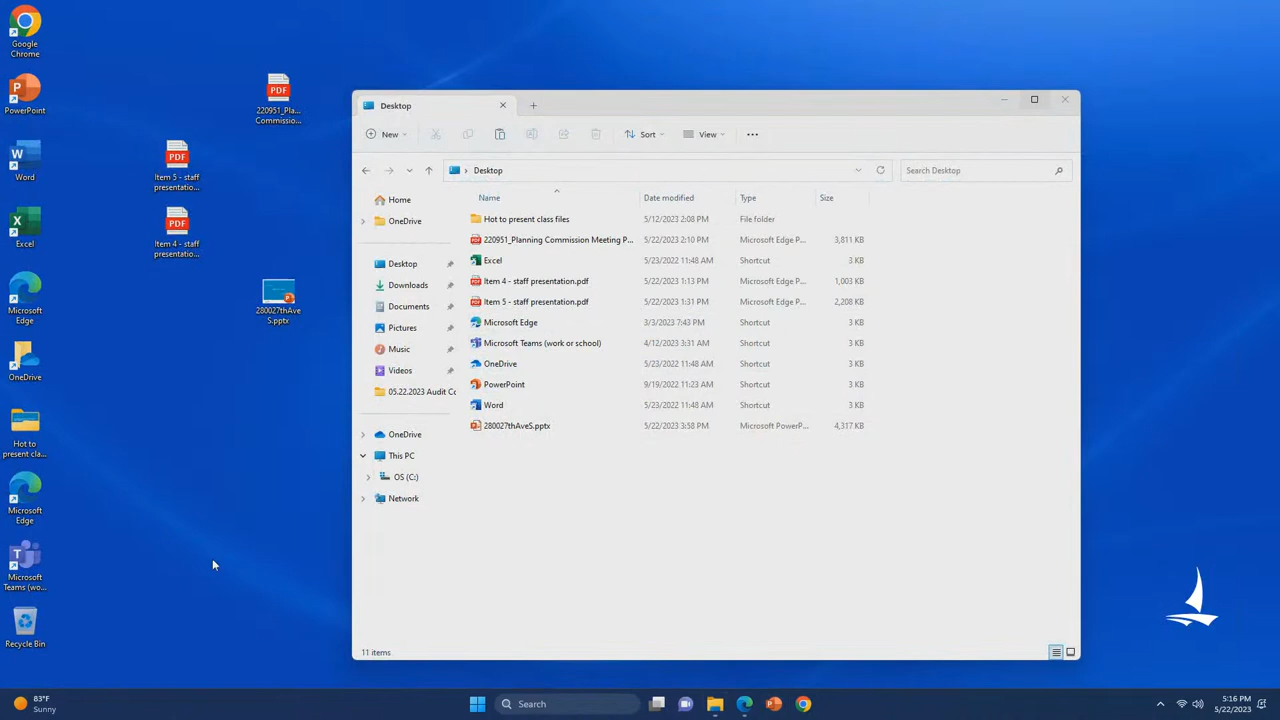 Google
Chrome
PowerPoint
Word
Excel
Microsoft
Edge
OneDrive
Hot to
present cla...
Microsoft
Edge
Microsoft
Teams (wo...
Recycle Bin
PDF
Item 5 - staff
presentatio...
PDF
Item 4 - staff
presentatio...
PDF
220951_Pla...
Commissio...
280027thAve
S.pptx
Desktop
New
Sort
View
Desktop
Search Desktop
Home
OneDrive
Desktop
Downloads
Documents
Pictures
Music
Videos
05.22.2023 Audit Co
OneDrive
This PC
OS (C:)
Network
Name Date modified Type Size
Hot to present class files 5/12/2023 2:08 PM File folder
220951_Planning Commission Meeting P... 5/22/2023 2:10 PM Microsoft Edge P... 3,811 KB
Excel 5/23/2022 11:48 AM Shortcut 3 KB
Item 4 - staff presentation.pdf 5/22/2023 1:13 PM Microsoft Edge P... 1,003 KB
Item 5 - staff presentation.pdf 5/22/2023 1:31 PM Microsoft Edge P... 2,208 KB
Microsoft Edge 3/3/2023 7:43 PM Shortcut 3 KB
Microsoft Teams (work or school) 4/12/2023 3:31 AM Shortcut 3 KB
OneDrive 5/23/2022 11:48 AM Shortcut 3 KB
PowerPoint 9/19/2022 11:23 AM Shortcut 3 KB
Word 5/23/2022 11:48 AM Shortcut 3 KB
280027thAveS.pptx 5/22/2023 3:58 PM Microsoft PowerP... 4,317 KB
11 items
83°F
Sunny
Search
5:16 PM
5/22/2023